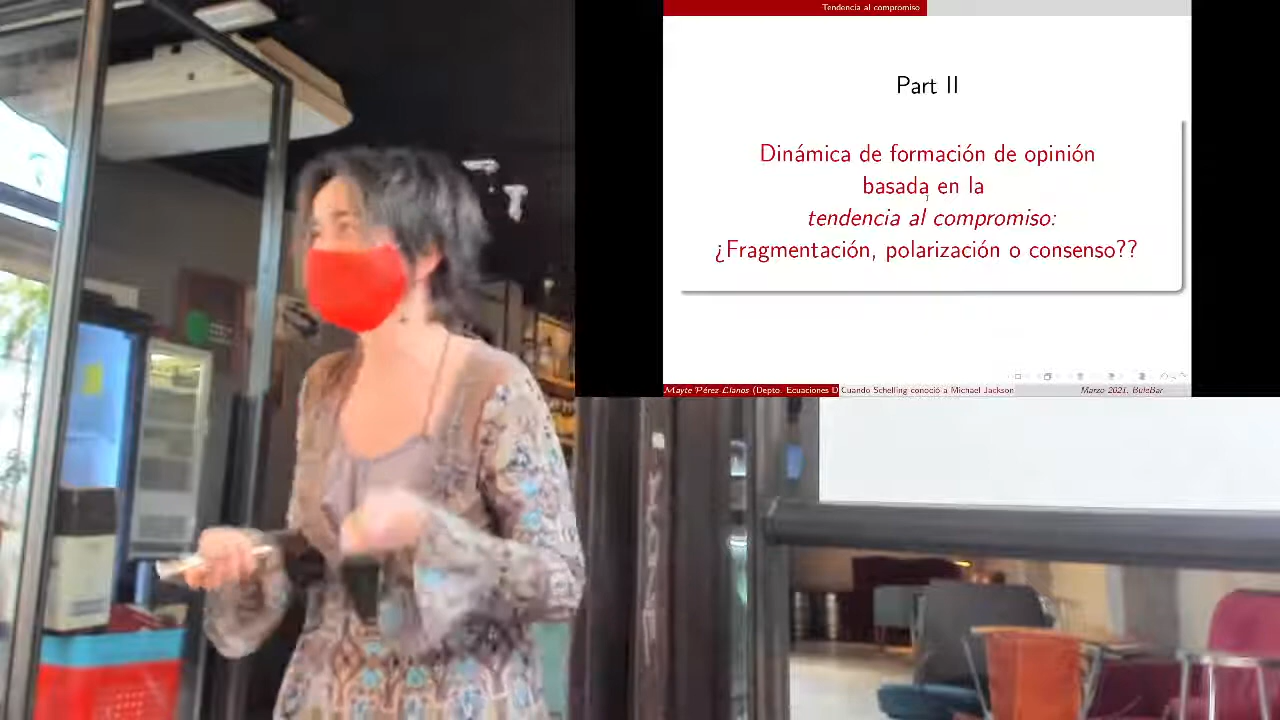 Tendencia al compromiso
Part II
Dinámica de formación de opinión
basada en la
tendencia al compromiso:
¿Fragmentación, polarización o consenso??
Mayte Pérez-Llanos (Depto. Ecuaciones D
Cuando Schelling conoció a Michael Jackson
Marzo 2021, BuleBar